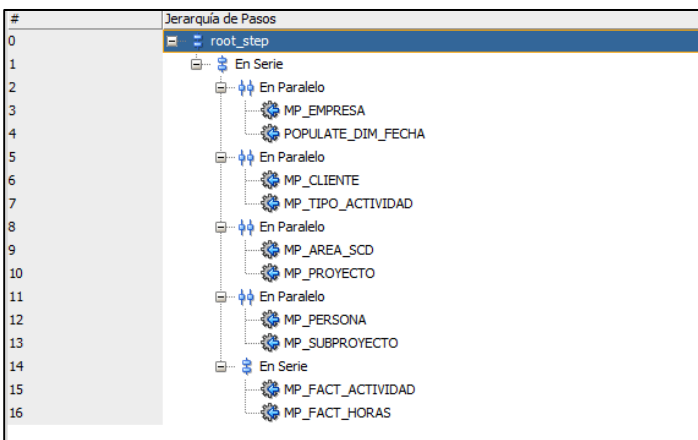 # Jerarquía de Pasos
0 root_step
1 En Serie
2 En Paralelo
3 MP_EMPRESA
4 POPULATE_DIM_FECHA
5 En Paralelo
6 MP_CLIENTE
7 MP_TIPO_ACTIVIDAD
8 En Paralelo
9 MP_AREA_SCD
10 MP_PROYECTO
11 En Paralelo
12 MP_PERSONA
13 MP_SUBPROYECTO
14 En Serie
15 MP_FACT_ACTIVIDAD
16 MP_FACT_HORAS